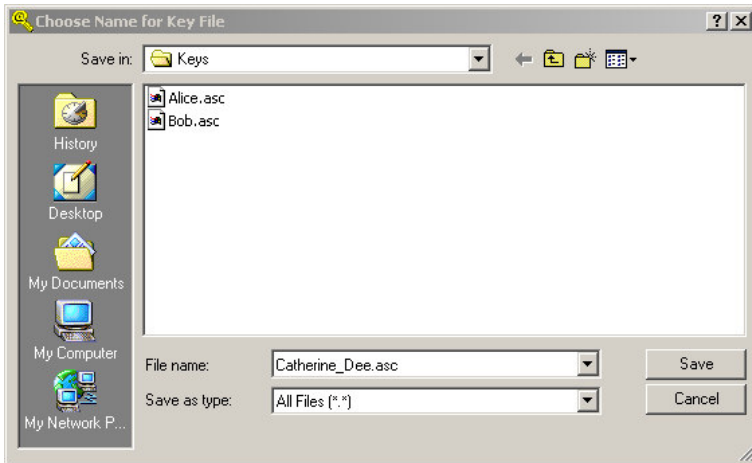 Choose Name for Key File
Save in: Keys
Alice.asc
Bob.asc
History
Desktop
My Documents
My Computer
My Network P...
File name: Catherine_Dee.asc Save
Save as type: All Files (*.*) Cancel